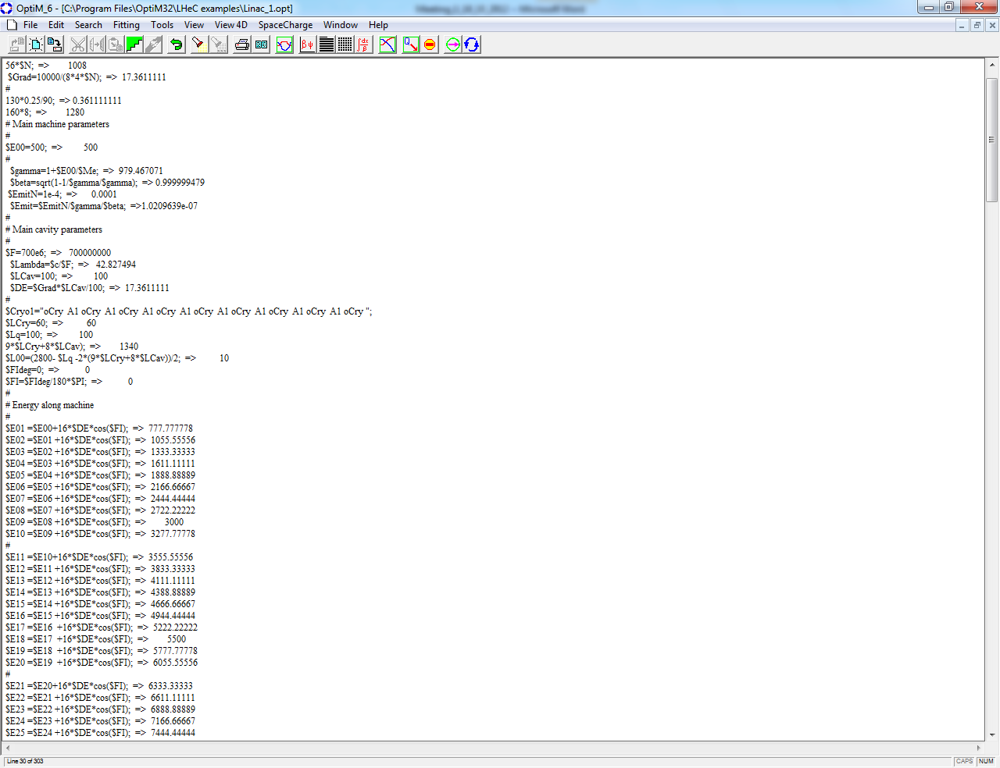 OptiM_6 - [C:\Program Files\OptiM32\LHeC examples\Linac_1.opt]
File Edit Search Fitting Tools View View 4D SpaceCharge Window Help
56*$N; => 1008
$Grad=10000/(8*4*$N); => 17.3611111
#
130*0.25/90; => 0.361111111
160*8; => 1280
# Main machine parameters
#
$E00=500; => 500
#
$gamma=1+$E00/$Me; => 979.467071
$beta=sqrt(1-1/$gamma/$gamma); => 0.999999479
$EmitN=1e-4; => 0.0001
$Emit=$EmitN/$gamma/$beta; =>1.0209639e-07
#
# Main cavity parameters
#
$F=700e6; => 700000000
$Lambda=$c/$F; => 42.827494
$LCav=100; => 100
$DE=$Grad*$LCav/100; => 17.3611111
#
$Cryo1="oCry A1 oCry A1 oCry A1 oCry A1 oCry A1 oCry A1 oCry A1 oCry A1 oCry ";
$LCry=60; => 60
$Lq=100; => 100
9*$LCry+8*$LCav); => 1340
$L00=(2800- $Lq -2*(9*$LCry+8*$LCav))/2; => 10
$FIdeg=0; => 0
$FI=$FIdeg/180*$PI; => 0
#
# Energy along machine
#
$E01 =$E00+16*$DE*cos($FI); => 777.777778
$E02 =$E01 +16*$DE*cos($FI); => 1055.55556
$E03 =$E02 +16*$DE*cos($FI); => 1333.33333
$E04 =$E03 +16*$DE*cos($FI); => 1611.11111
$E05 =$E04 +16*$DE*cos($FI); => 1888.88889
$E06 =$E05 +16*$DE*cos($FI); => 2166.66667
$E07 =$E06 +16*$DE*cos($FI); => 2444.44444
$E08 =$E07 +16*$DE*cos($FI); => 2722.22222
$E09 =$E08 +16*$DE*cos($FI); => 3000
$E10 =$E09 +16*$DE*cos($FI); => 3277.77778
#
$E11 =$E10+16*$DE*cos($FI); => 3555.55556
$E12 =$E11 +16*$DE*cos($FI); => 3833.33333
$E13 =$E12 +16*$DE*cos($FI); => 4111.11111
$E14 =$E13 +16*$DE*cos($FI); => 4388.88889
$E15 =$E14 +16*$DE*cos($FI); => 4666.66667
$E16 =$E15 +16*$DE*cos($FI); => 4944.44444
$E17 =$E16 +16*$DE*cos($FI); => 5222.22222
$E18 =$E17 +16*$DE*cos($FI); => 5500
$E19 =$E18 +16*$DE*cos($FI); => 5777.77778
$E20 =$E19 +16*$DE*cos($FI); => 6055.55556
#
$E21 =$E20+16*$DE*cos($FI); => 6333.33333
$E22 =$E21 +16*$DE*cos($FI); => 6611.11111
$E23 =$E22 +16*$DE*cos($FI); => 6888.88889
$E24 =$E23 +16*$DE*cos($FI); => 7166.66667
$E25 =$E24 +16*$DE*cos($FI); => 7444.44444
Line 30 of 303 CAPS NUM